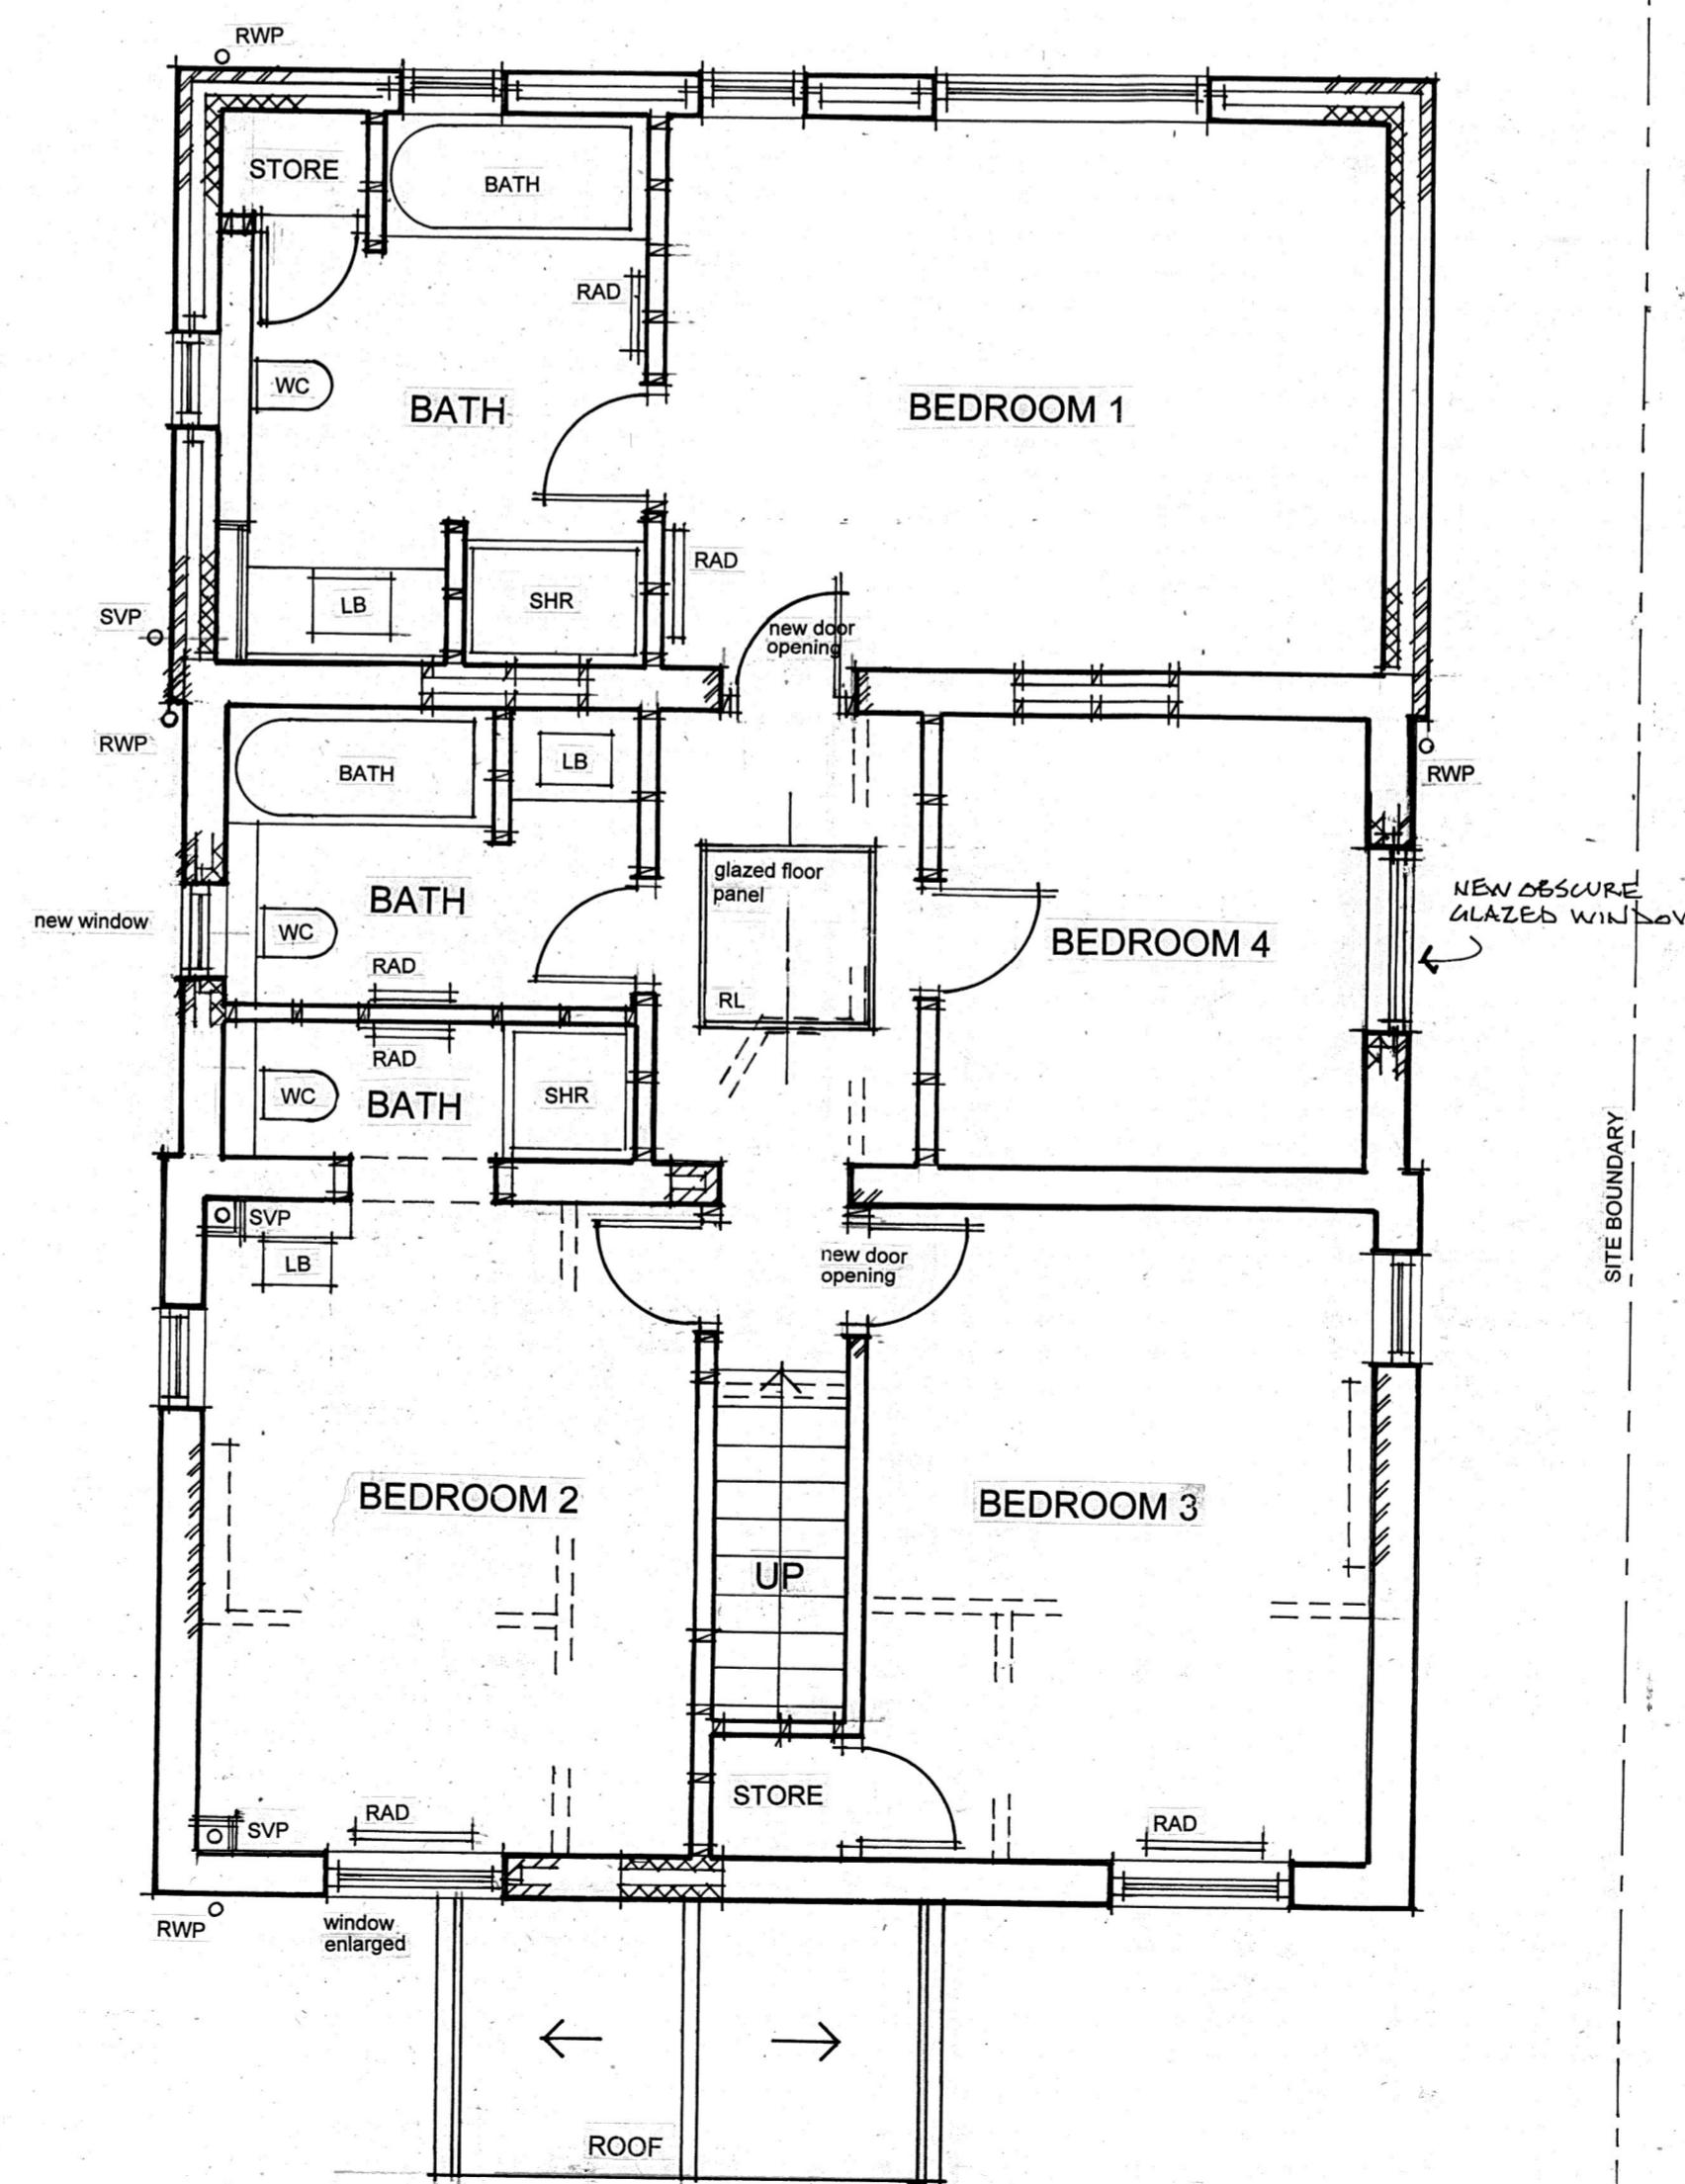 RWP
STORE
BATH
RAD
WC
BATH
BEDROOM 1
RAD
LB
SHR
SVP
new door
opening
RWP
BATH
LB
RWP
glazed floor
panel
NEW OBSCURE
GLAZED WINDOW
new window
BATH
WC
BEDROOM 4
RAD
RL
RAD
WC
BATH
SHR
SITE BOUNDARY
SVP
LB
new door
opening
BEDROOM 2
BEDROOM 3
UP
STORE
RAD
SVP
RAD
RWP
window
enlarged
ROOF